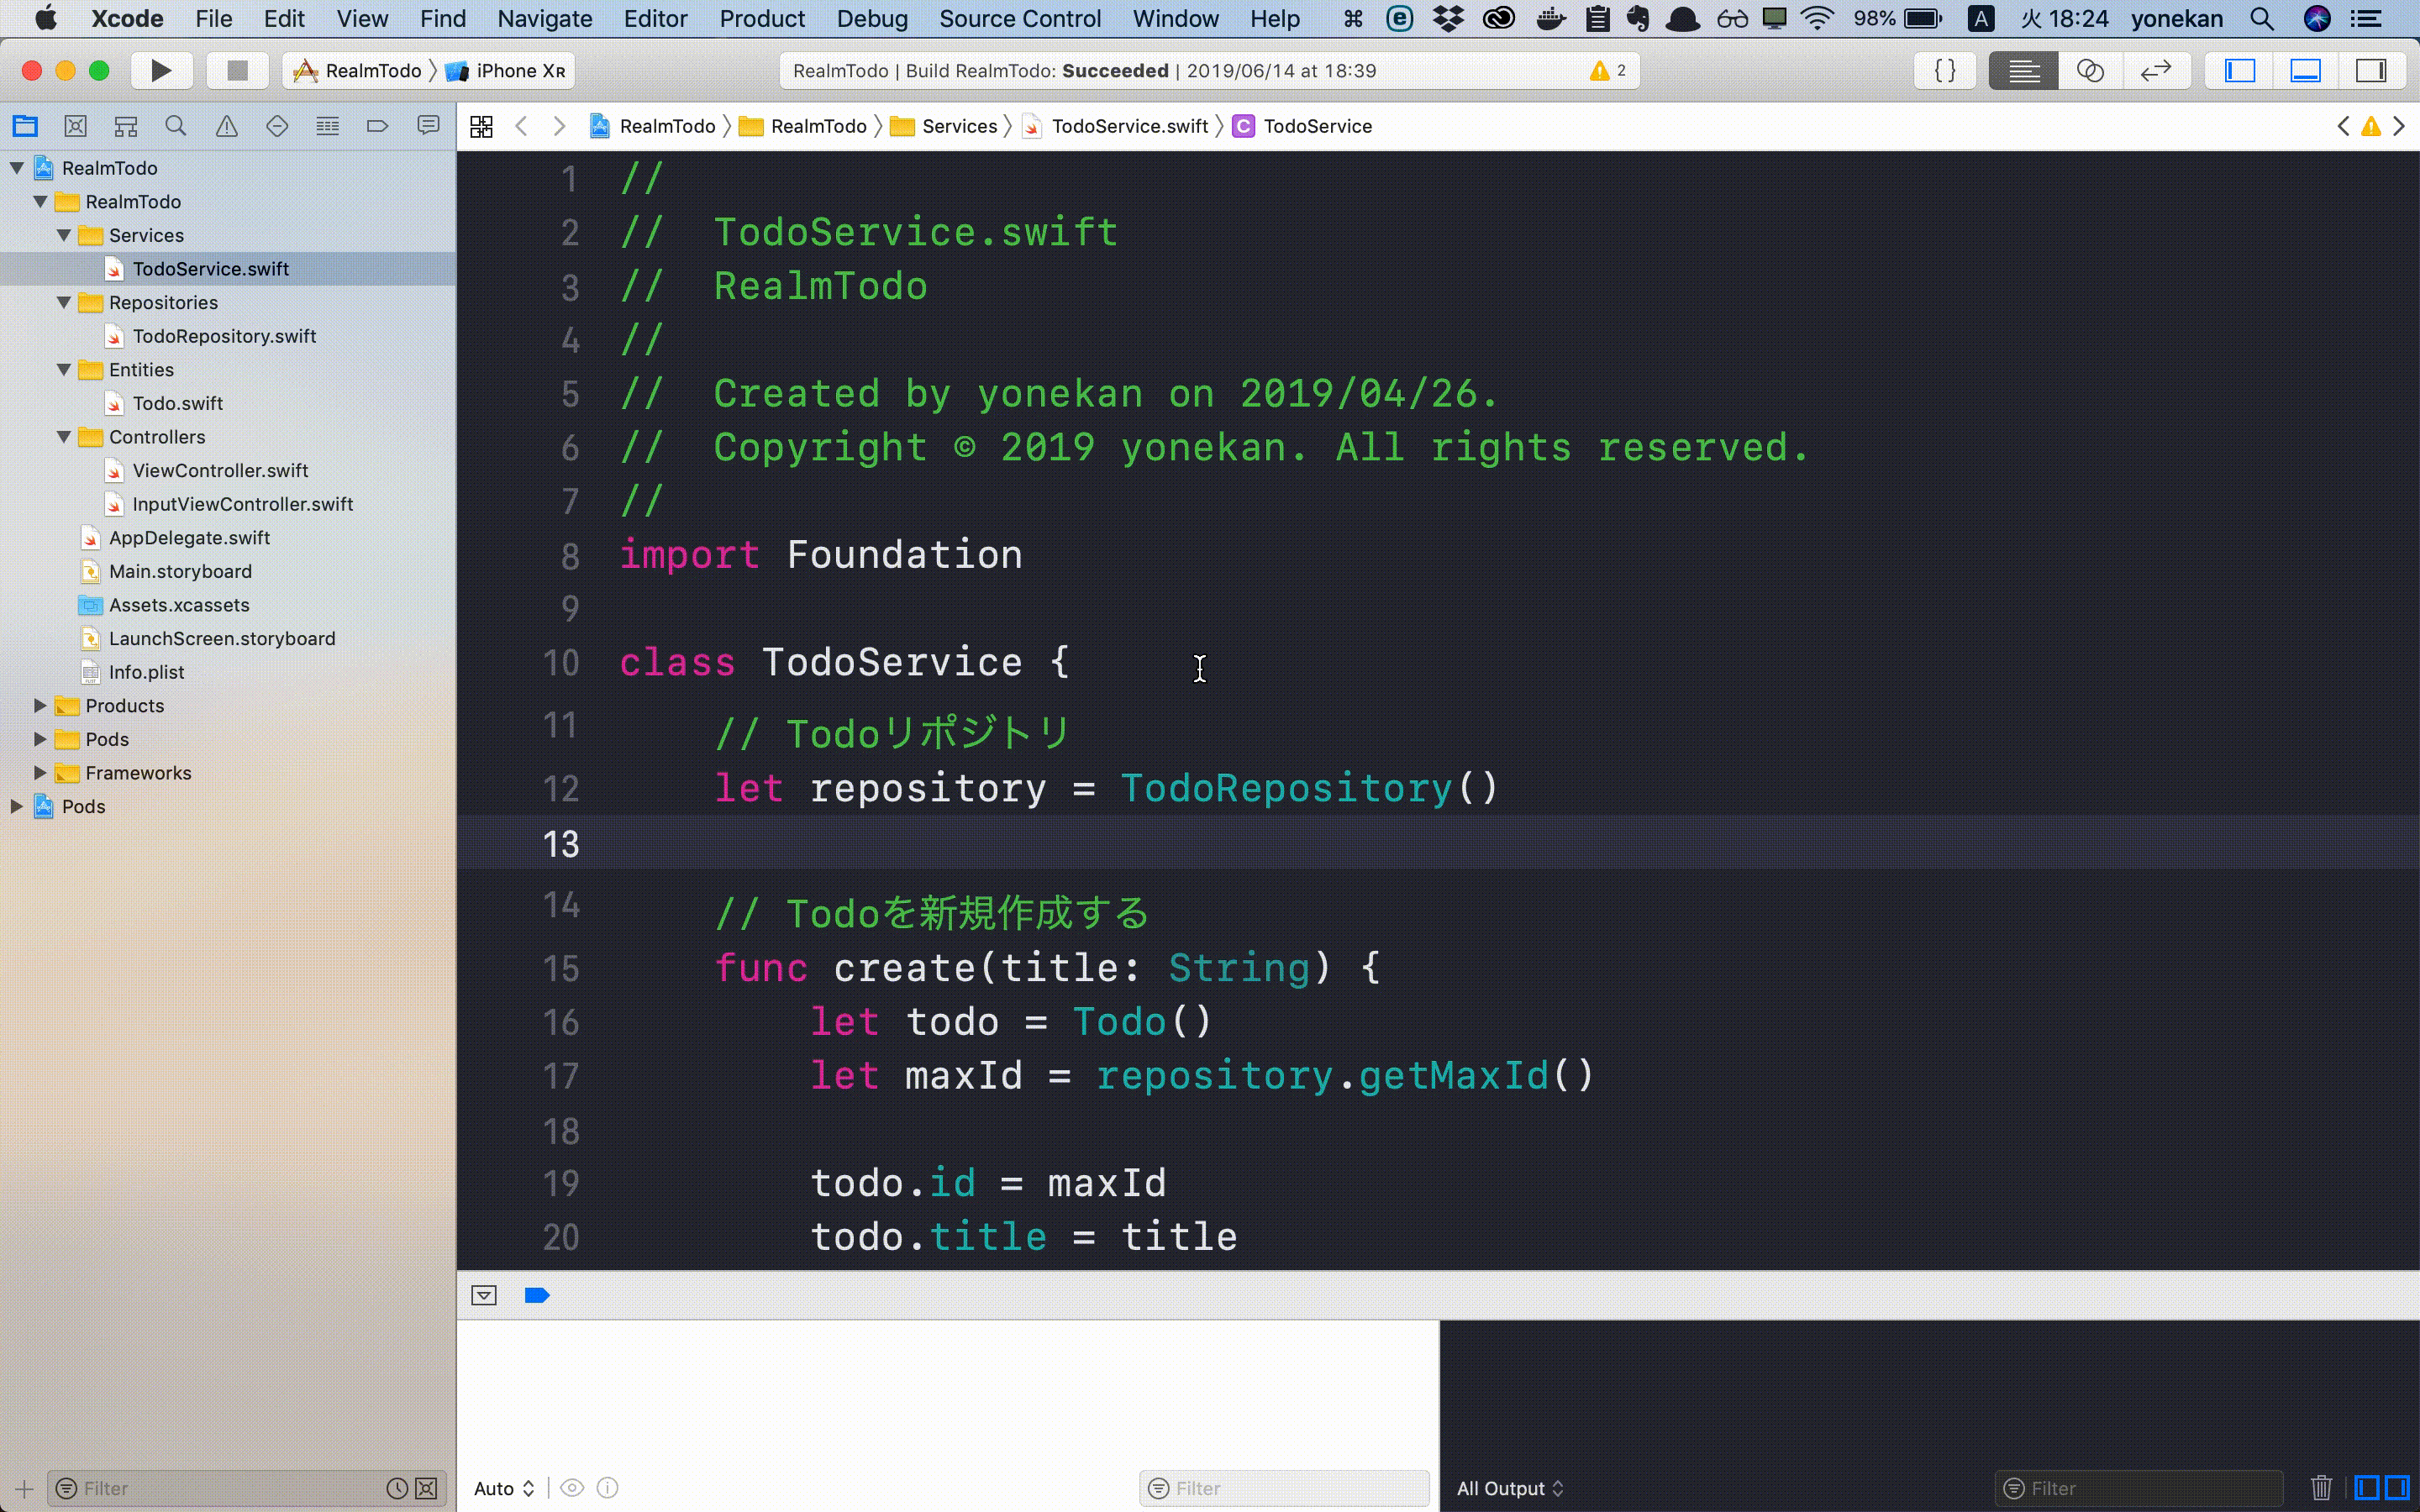 Xcode File Edit View Find Navigate Editor Product Debug Source Control Window Help 98% A 火 18:24 yonekan
RealmTodo iPhone XR
RealmTodo | Build RealmTodo: Succeeded | 2019/06/14 at 18:39 2
{ }
RealmTodo RealmTodo Services TodoService.swift C TodoService
RealmTodo
RealmTodo
Services
TodoService.swift
Repositories
TodoRepository.swift
Entities
Todo.swift
Controllers
ViewController.swift
InputViewController.swift
AppDelegate.swift
Main.storyboard
Assets.xcassets
LaunchScreen.storyboard
Info.plist
Products
Pods
Frameworks
Pods
Filter
1 //
2 //  TodoService.swift
3 //  RealmTodo
4 //
5 //  Created by yonekan on 2019/04/26.
6 //  Copyright © 2019 yonekan. All rights reserved.
7 //
8 import Foundation
9
10 class TodoService {
11     // Todoリポジトリ
12     let repository = TodoRepository()
13
14     // Todoを新規作成する
15     func create(title: String) {
16         let todo = Todo()
17         let maxId = repository.getMaxId()
18
19         todo.id = maxId
20         todo.title = title
Auto Filter
All Output Filter